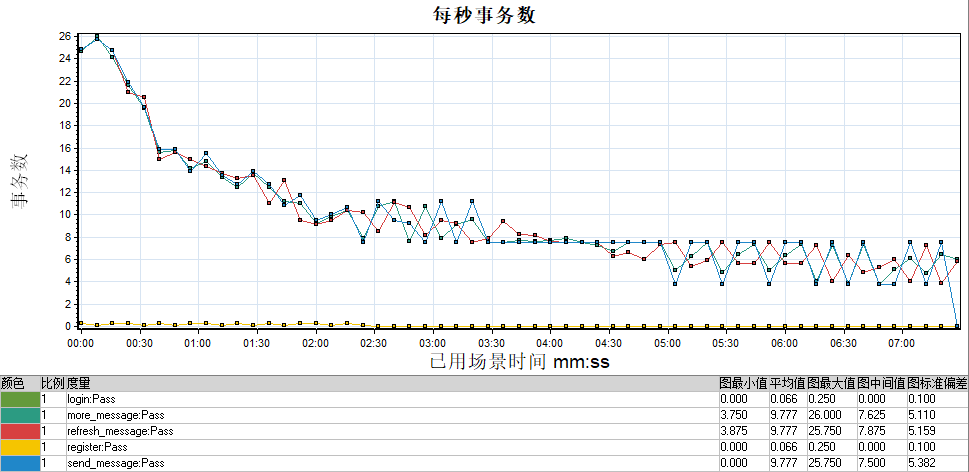 每秒事务数
26
24
22
20
18
16
14
12
10
8
6
4
2
0
事务数
00:00 00:30 01:00 01:30 02:00 02:30 03:00 03:30 04:00 04:30 05:00 05:30 06:00 06:30 07:00
已用场景时间 mm:ss
颜色 比例 度量 图最小值 平均值 图最大值 图中间值 图标准偏差
1 login:Pass 0.000 0.066 0.250 0.000 0.100
1 more_message:Pass 3.750 9.777 26.000 7.625 5.110
1 refresh_message:Pass 3.875 9.777 25.750 7.875 5.159
1 register:Pass 0.000 0.066 0.250 0.000 0.100
1 send_message:Pass 0.000 9.777 25.750 7.500 5.382